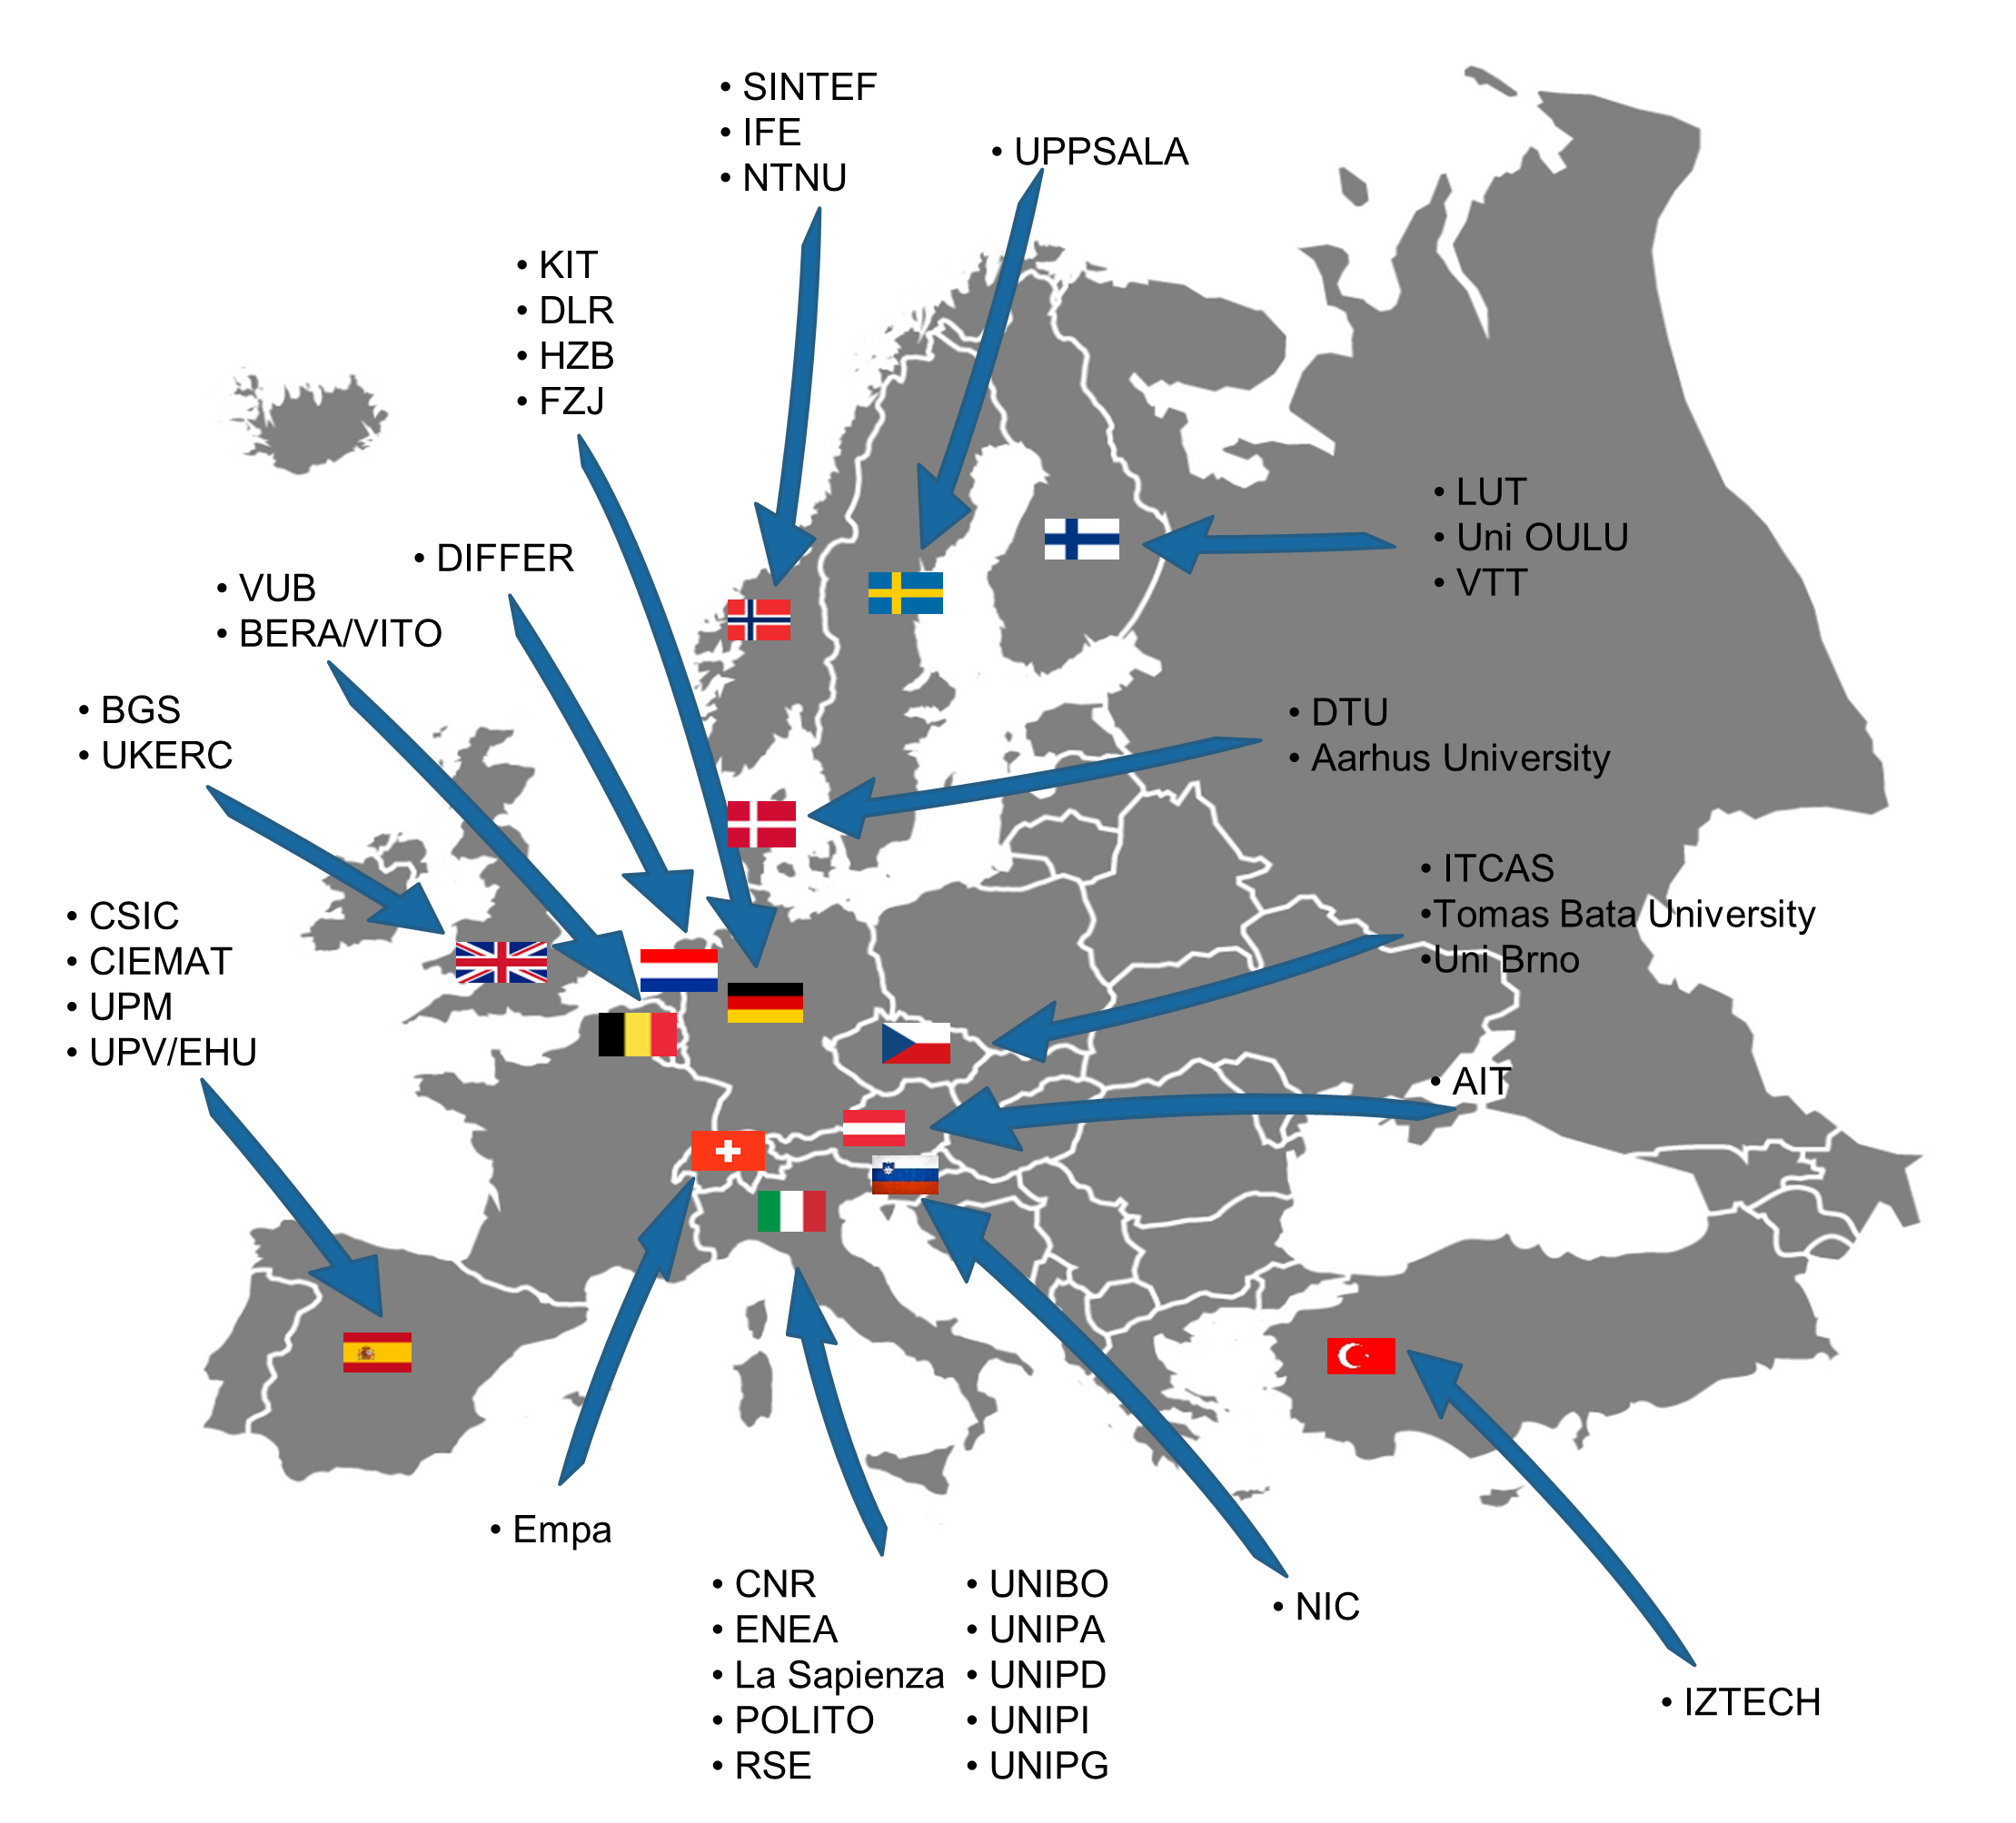 • SINTEF
• IFE
• NTNU
• UPPSALA
• KIT
• DLR
• HZB
• FZJ
• LUT
• Uni OULU
• VTT
• DIFFER
• VUB
• BERA/VITO
• BGS
• UKERC
• DTU
• Aarhus University
• ITCAS
•Tomas Bata University
•Uni Brno
• CSIC
• CIEMAT
• UPM
• UPV/EHU
• AIT
• Empa
• CNR
• ENEA
• La Sapienza
• POLITO
• RSE
• UNIBO
• UNIPA
• UNIPD
• UNIPI
• UNIPG
• NIC
• IZTECH